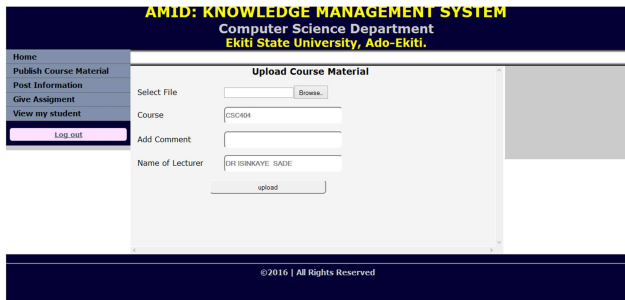 AMID: KNOWLEDGE MANAGEMENT SYSTEM
Computer Science Department
Ekiti State University, Ado-Ekiti.
Home
Publish Course Material
Post Information
Give Assigment
View my student
Log out
Upload Course Material
Select File
Browse..
Course
CSC404
Add Comment
Name of Lecturer
DR ISINKAYE SADE
upload
©2016 | All Rights Reserved